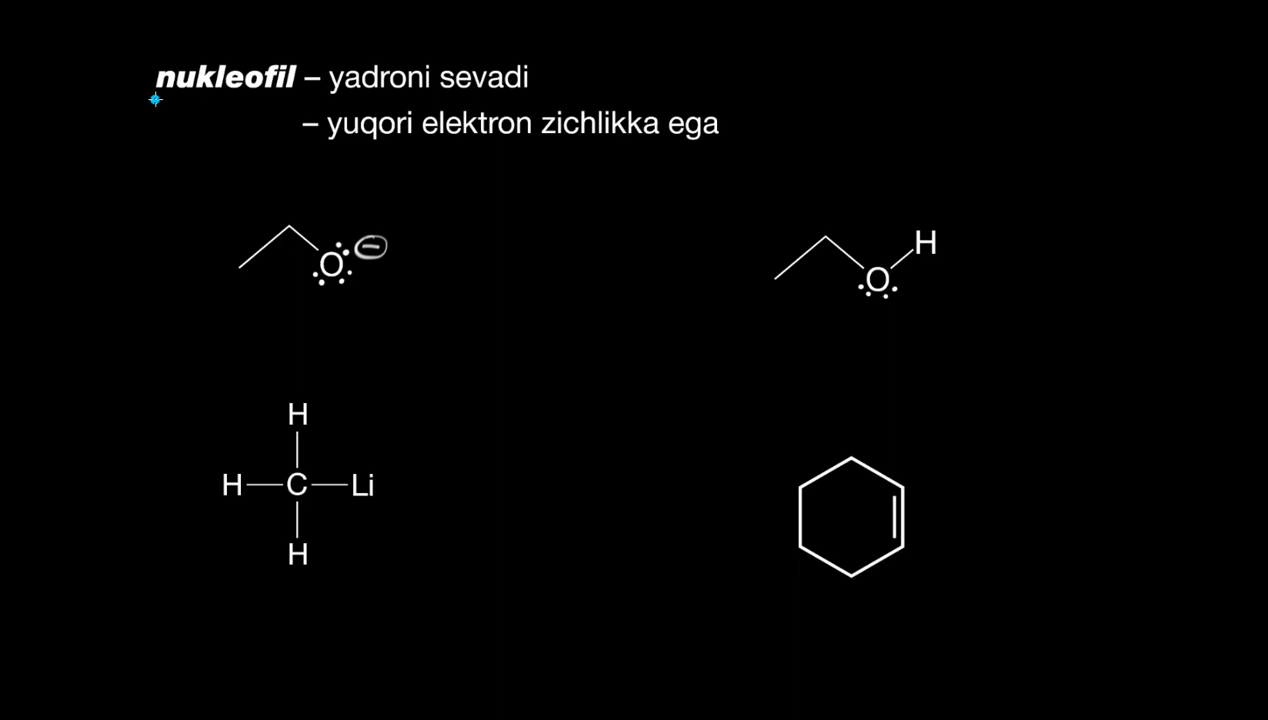 nukleofil – yadroni sevadi
– yuqori elektron zichlikka ega
O ⊖
H
O
H
H C Li
H